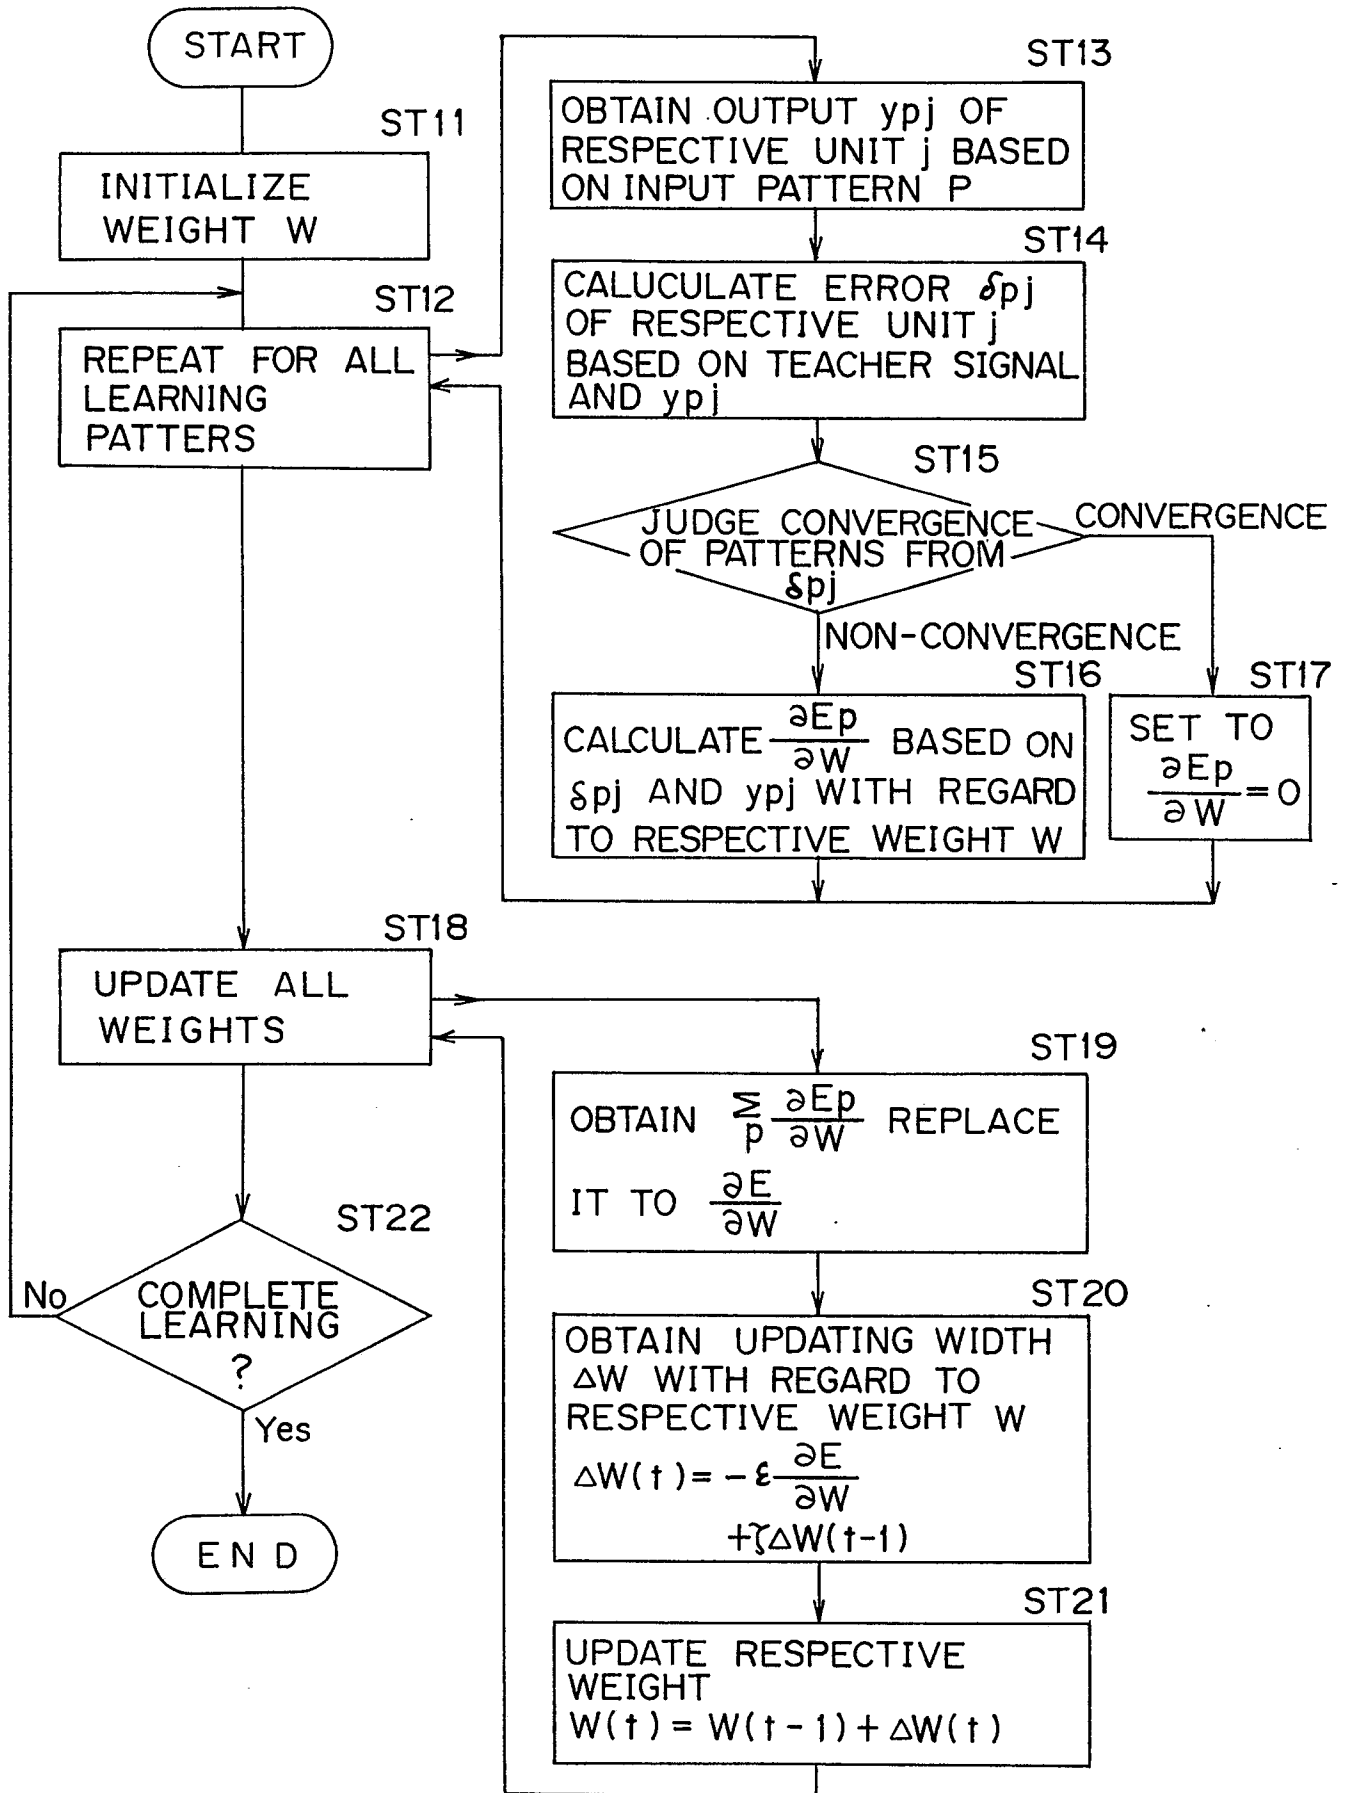 START
ST11
INITIALIZE
WEIGHT W
ST12
REPEAT FOR ALL
LEARNING
PATTERS
ST13
OBTAIN OUTPUT ypj OF
RESPECTIVE UNIT j BASED
ON INPUT PATTERN P
ST14
CALUCULATE ERROR δpj
OF RESPECTIVE UNIT j
BASED ON TEACHER SIGNAL
AND ypj
ST15
JUDGE CONVERGENCE
OF PATTERNS FROM
δpj
CONVERGENCE
NON-CONVERGENCE
ST16
CALCULATE ∂Ep/∂W BASED ON
δpj AND ypj WITH REGARD
TO RESPECTIVE WEIGHT W
ST17
SET TO
∂Ep/∂W = 0
ST18
UPDATE ALL
WEIGHTS
ST19
OBTAIN Σp ∂Ep/∂W REPLACE
IT TO ∂E/∂W
ST20
OBTAIN UPDATING WIDTH
ΔW WITH REGARD TO
RESPECTIVE WEIGHT W
ΔW(t) = -ε ∂E/∂W
+ζΔW(t-1)
ST21
UPDATE RESPECTIVE
WEIGHT
W(t) = W(t-1) + ΔW(t)
ST22
COMPLETE
LEARNING
?
No
Yes
END